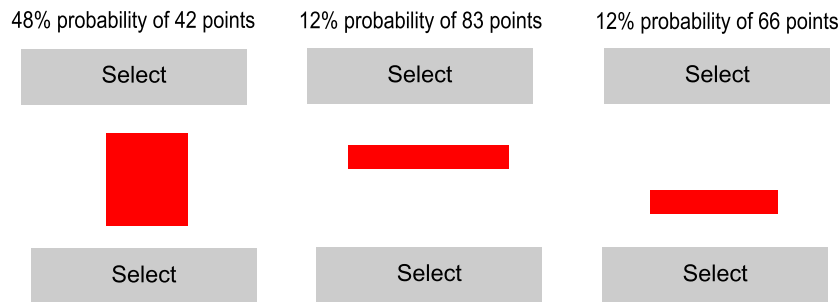 48% probability of 42 points
12% probability of 83 points
12% probability of 66 points
Select
Select
Select
Select
Select
Select